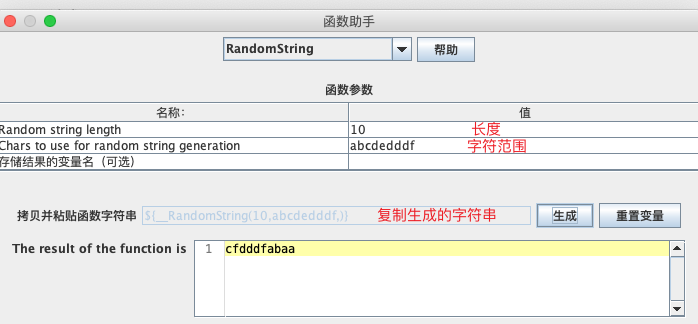 函数助手
RandomString 帮助
函数参数
名称: 值
Random string length 10 长度
Chars to use for random string generation abcdedddf 字符范围
存储结果的变量名（可选）
拷贝并粘贴函数字符串 ${__RandomString(10,abcdedddf,)} 复制生成的字符串 生成 重置变量
The result of the function is 1 cfdddfabaa